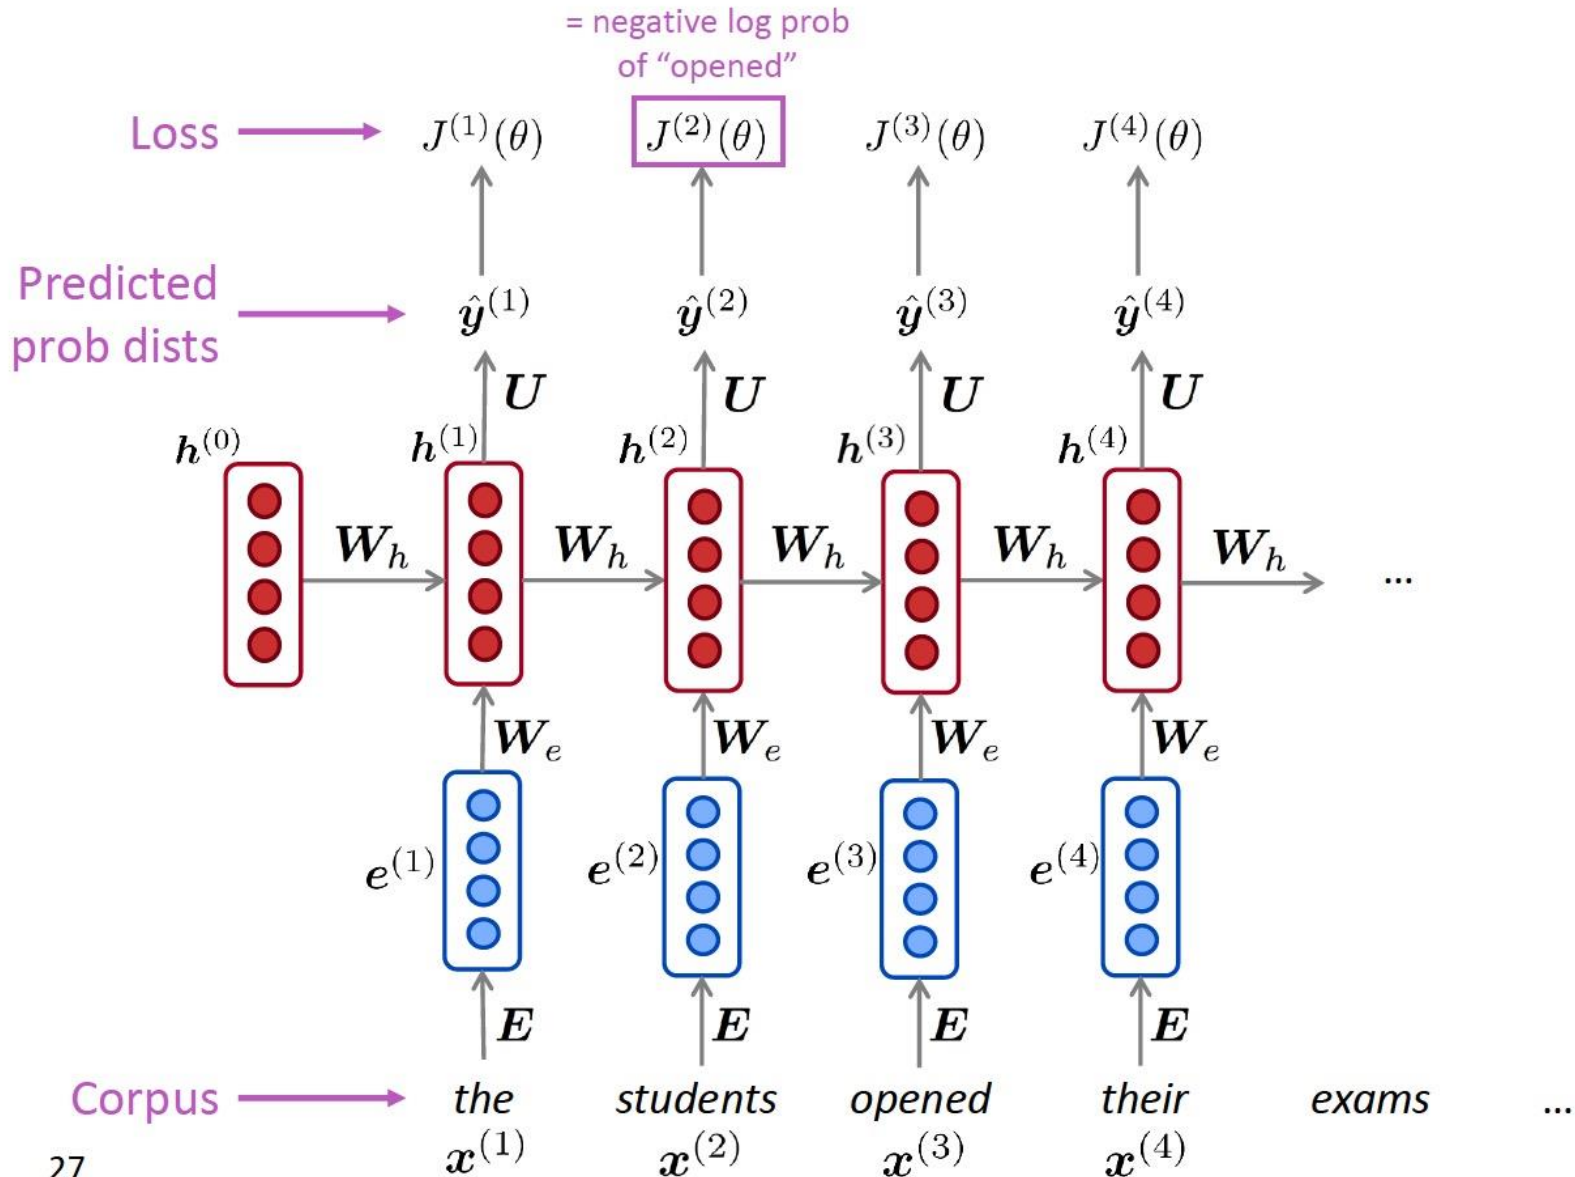 = negative log prob
of “opened”
Loss J⁽¹⁾(θ) J⁽²⁾(θ) J⁽³⁾(θ) J⁽⁴⁾(θ)
Predicted
prob dists ŷ⁽¹⁾ ŷ⁽²⁾ ŷ⁽³⁾ ŷ⁽⁴⁾
U U U U
h⁽⁰⁾ h⁽¹⁾ h⁽²⁾ h⁽³⁾ h⁽⁴⁾
Wₕ Wₕ Wₕ Wₕ Wₕ ...
Wₑ Wₑ Wₑ Wₑ
e⁽¹⁾ e⁽²⁾ e⁽³⁾ e⁽⁴⁾
E E E E
Corpus the students opened their exams ...
x⁽¹⁾ x⁽²⁾ x⁽³⁾ x⁽⁴⁾
27